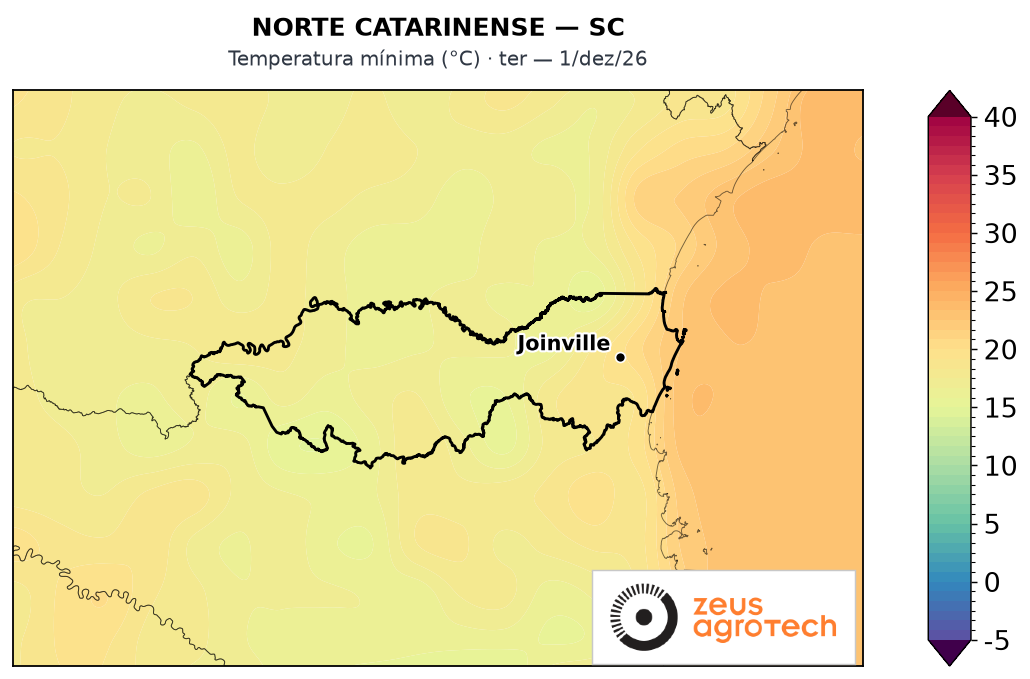 NORTE CATARINENSE — SC
Temperatura mínima (°C) · ter — 1/dez/26
Joinville
40
35
30
25
20
15
10
5
0
-5
zeus
agrotech